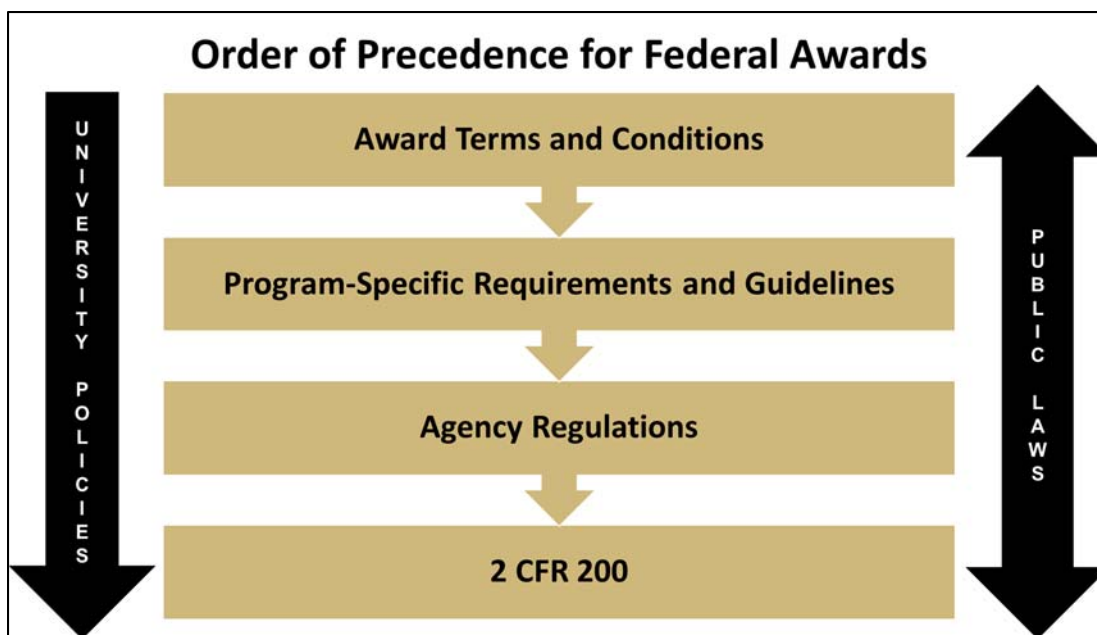 Order of Precedence for Federal Awards
UNIVERSITY POLICIES
Award Terms and Conditions
Program-Specific Requirements and Guidelines
Agency Regulations
2 CFR 200
PUBLIC LAWS